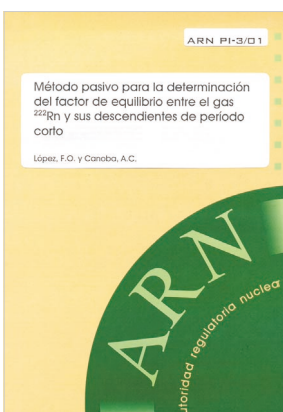 ARN PI-3/01
Método pasivo para la determinación
del factor de equilibrio entre el gas
²²²Rn y sus descendientes de período
corto
López, F.O. y Canoba, A.C.
ARN
autoridad regulatoria nuclear